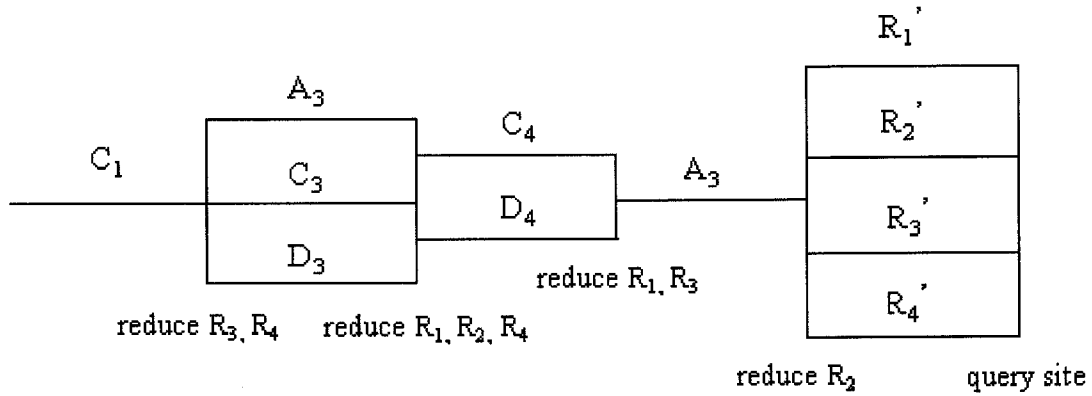 R₁'
A₃
C₄
R₂'
C₁
C₃
A₃
D₄
R₃'
D₃
reduce R₁, R₃
R₄'
reduce R₃, R₄
reduce R₁, R₂, R₄
reduce R₂
query site